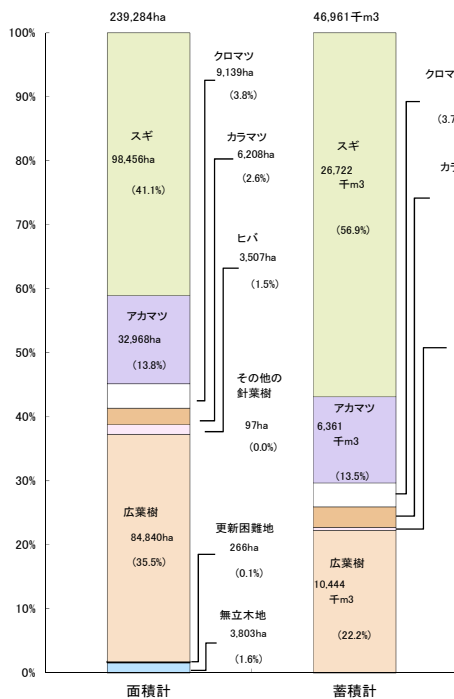 239,284ha
46,961千m3
100%
90%
80%
70%
60%
50%
40%
30%
20%
10%
0%
スギ
98,456ha
(41.1%)
アカマツ
32,968ha
(13.8%)
広葉樹
84,840ha
(35.5%)
クロマツ
9,139ha
(3.8%)
カラマツ
6,208ha
(2.6%)
ヒバ
3,507ha
(1.5%)
その他の
針葉樹
97ha
(0.0%)
更新困難地
266ha
(0.1%)
無立木地
3,803ha
(1.6%)
スギ
26,722
千m3
(56.9%)
アカマツ
6,361
千m3
(13.5%)
広葉樹
10,444
千m3
(22.2%)
クロマ
(3.7
カラ
面積計
蓄積計